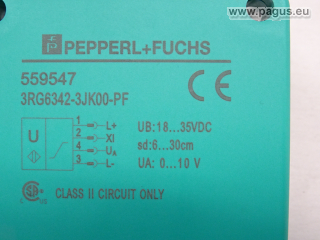 © www.pagus.eu
PEPPERL+FUCHS
559547
3RG6342-3JK00-PF
CE
U
1 L+
2 XI
4 UA
3 L-
UB: 18...35VDC
sd: 6...30cm
UA: 0...10 V
CLASS II CIRCUIT ONLY